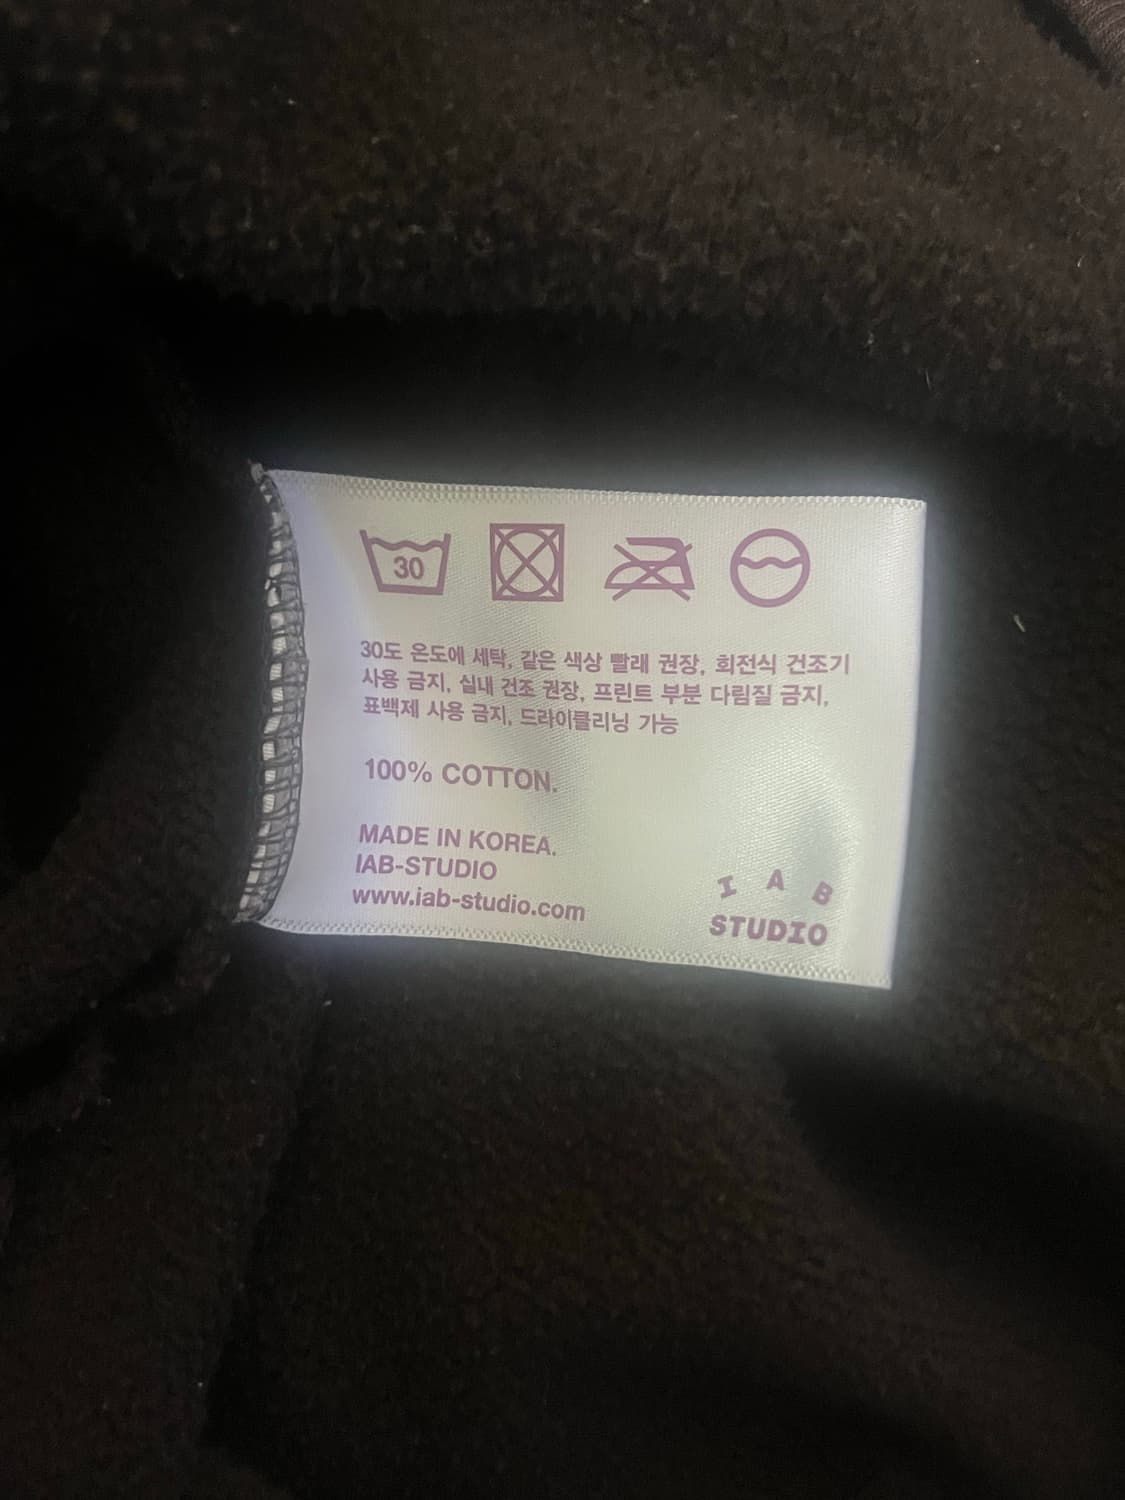 30
30도 온도에 세탁, 같은 색상 빨래 권장, 회전식 건조기
사용 금지, 실내 건조 권장, 프린트 부분 다림질 금지,
표백제 사용 금지, 드라이클리닝 가능
100% COTTON.
MADE IN KOREA.
IAB-STUDIO
www.iab-studio.com
I A B
STUDIO